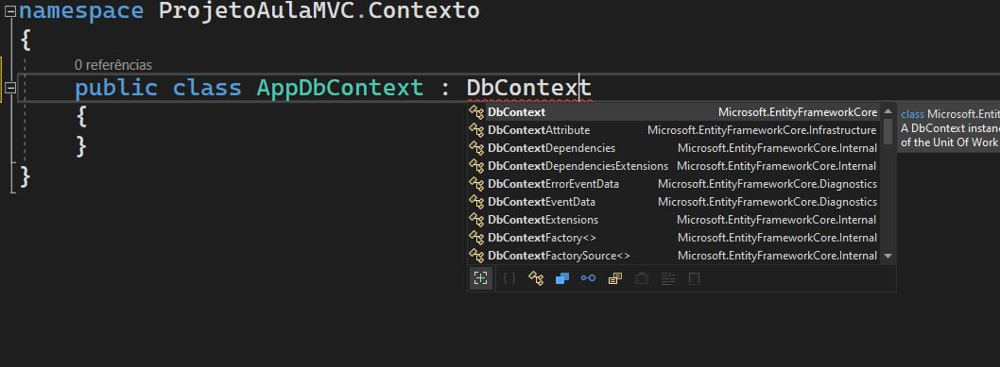 namespace ProjetoAulaMVC.Contexto
{
0 referências
public class AppDbContext : DbContext
{
}
}
DbContext Microsoft.EntityFrameworkCore
DbContextAttribute Microsoft.EntityFrameworkCore.Infrastructure
DbContextDependencies Microsoft.EntityFrameworkCore.Internal
DbContextDependenciesExtensions Microsoft.EntityFrameworkCore.Internal
DbContextErrorEventData Microsoft.EntityFrameworkCore.Diagnostics
DbContextEventData Microsoft.EntityFrameworkCore.Diagnostics
DbContextExtensions Microsoft.EntityFrameworkCore.Internal
DbContextFactory<> Microsoft.EntityFrameworkCore.Internal
DbContextFactorySource<> Microsoft.EntityFrameworkCore.Internal
class Microsoft.Enti
A DbContext instanc
of the Unit Of Work